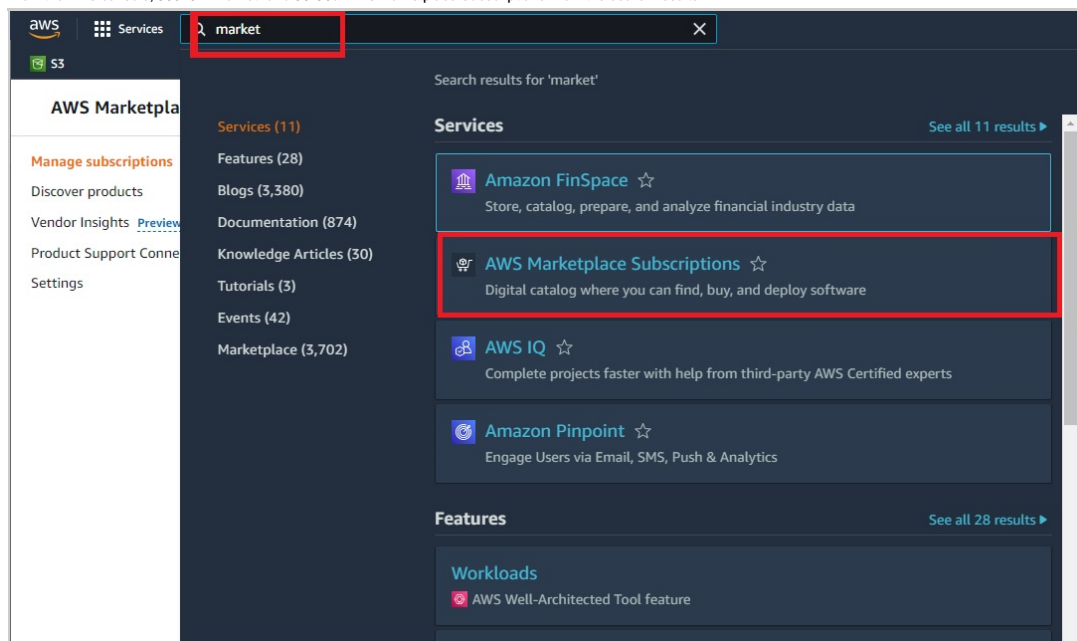 aws
Services
market
S3
Search results for 'market'
AWS Marketpla
Manage subscriptions
Discover products
Vendor Insights Preview
Product Support Conne
Settings
Services (11)
Features (28)
Blogs (3,380)
Documentation (874)
Knowledge Articles (30)
Tutorials (3)
Events (42)
Marketplace (3,702)
Services
See all 11 results
Amazon FinSpace
Store, catalog, prepare, and analyze financial industry data
AWS Marketplace Subscriptions
Digital catalog where you can find, buy, and deploy software
AWS IQ
Complete projects faster with help from third-party AWS Certified experts
Amazon Pinpoint
Engage Users via Email, SMS, Push & Analytics
Features
See all 28 results
Workloads
AWS Well-Architected Tool feature